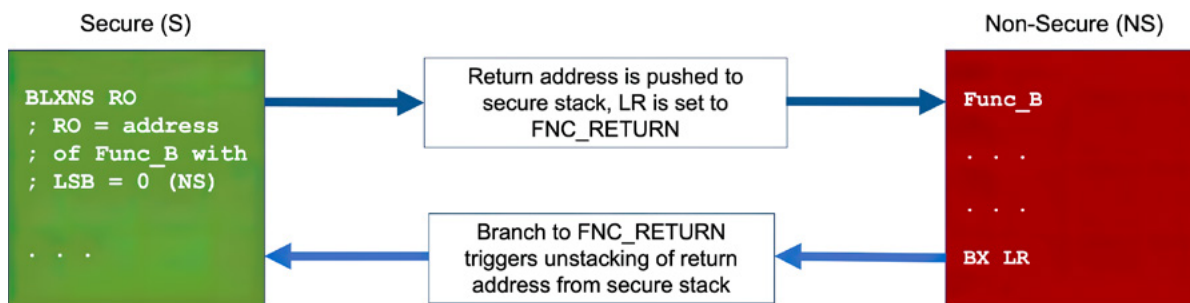 Secure (S)
Non-Secure (NS)
BLXNS RO
; RO = address
; of Func_B with
; LSB = 0 (NS)
. . .
Return address is pushed to
secure stack, LR is set to
FNC_RETURN
Branch to FNC_RETURN
triggers unstacking of return
address from secure stack
Func_B
. . .
. . .
BX LR